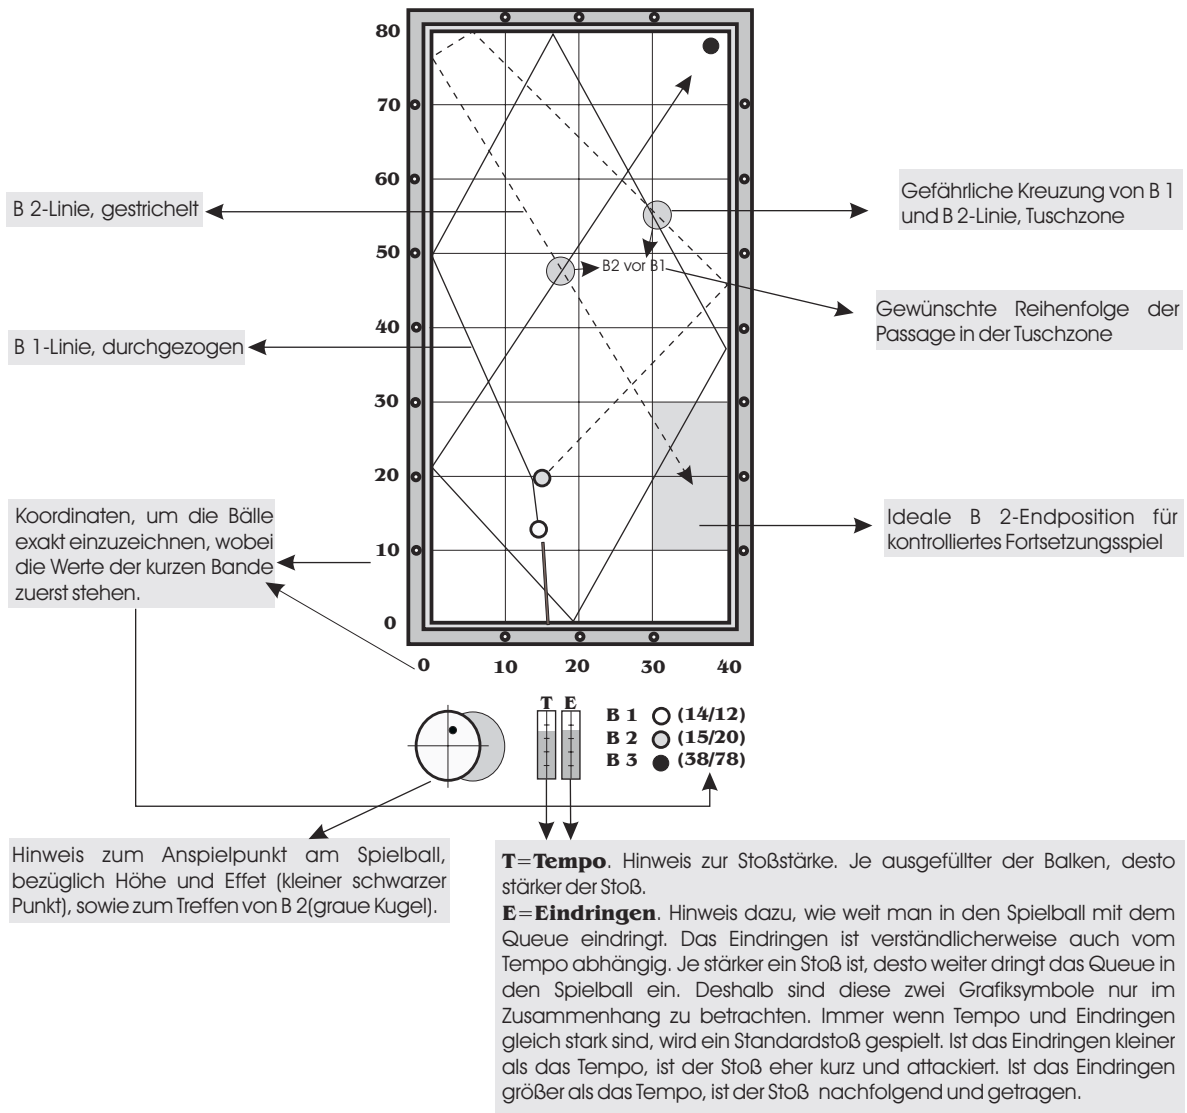 80
70
60
50
40
30
20
10
0
0 10 20 30 40
B 2-Linie, gestrichelt
B 1-Linie, durchgezogen
Koordinaten, um die Bälle
exakt einzuzeichnen, wobei
die Werte der kurzen Bande
zuerst stehen.
B2 vor B1
Gefährliche Kreuzung von B 1
und B 2-Linie, Tuschzone
Gewünschte Reihenfolge der
Passage in der Tuschzone
Ideale B 2-Endposition für
kontrolliertes Fortsetzungsspiel
T E
B 1 (14/12)
B 2 (15/20)
B 3 (38/78)
Hinweis zum Anspielpunkt am Spielball,
bezüglich Höhe und Effet (kleiner schwarzer
Punkt), sowie zum Treffen von B 2(graue Kugel).
T=Tempo. Hinweis zur Stoßstärke. Je ausgefüllter der Balken, desto
stärker der Stoß.
E=Eindringen. Hinweis dazu, wie weit man in den Spielball mit dem
Queue eindringt. Das Eindringen ist verständlicherweise auch vom
Tempo abhängig. Je stärker ein Stoß ist, desto weiter dringt das Queue in
den Spielball ein. Deshalb sind diese zwei Grafiksymbole nur im
Zusammenhang zu betrachten. Immer wenn Tempo und Eindringen
gleich stark sind, wird ein Standardstoß gespielt. Ist das Eindringen kleiner
als das Tempo, ist der Stoß eher kurz und attackiert. Ist das Eindringen
größer als das Tempo, ist der Stoß nachfolgend und getragen.